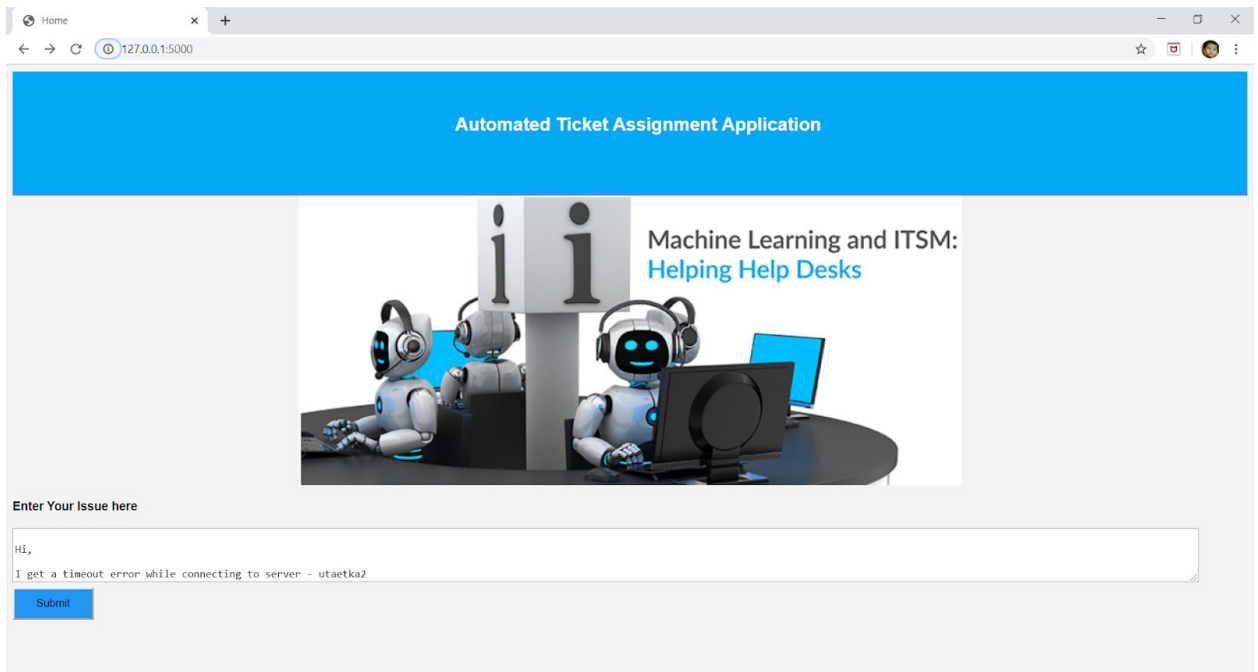 Home
127.0.0.1:5000
Automated Ticket Assignment Application
i i
Machine Learning and ITSM:
Helping Help Desks
Enter Your Issue here
Hi,
I get a timeout error while connecting to server - utaetka2
Submit